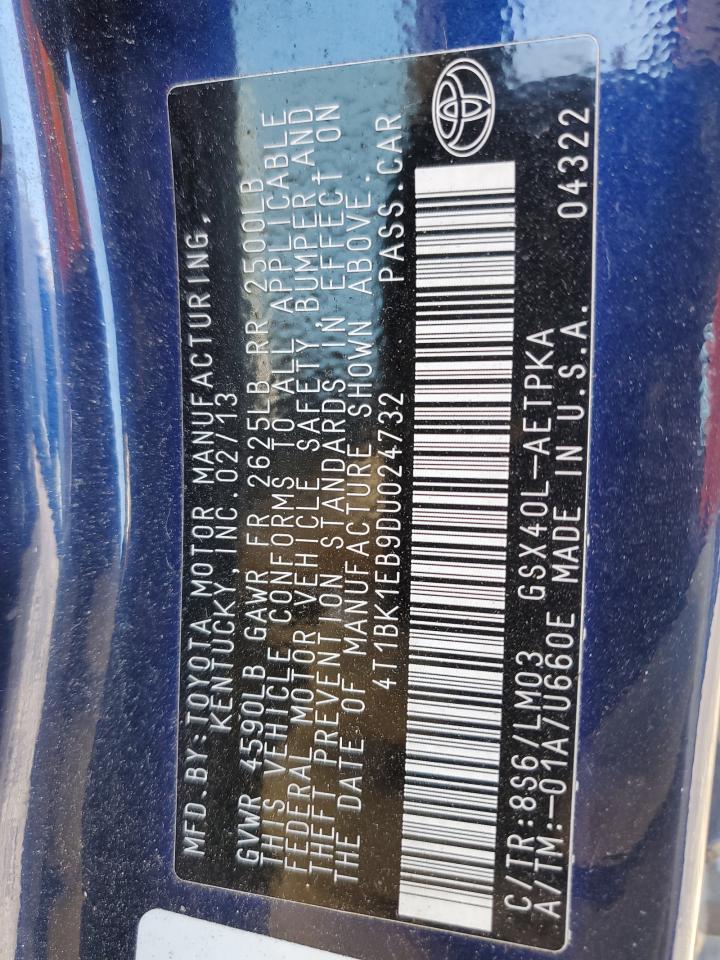 MFD.BY:TOYOTA MOTOR MANUFACTURING,
KENTUCKY,INC.02/13
GVWR 4590LB GAWR FR 2625LB RR 2500LB
THIS VEHICLE CONFORMS TO ALL APPLICABLE
FEDERAL MOTOR VEHICLE SAFETY, BUMPER, AND
THEFT PREVENTION STANDARDS IN EFFECT ON
THE DATE OF MANUFACTURE SHOWN ABOVE.
4T1BK1EB9DU024732 PASS.CAR
C/TR:8S6/LM03 GSX40L-AETPKA 04322
A/TM:-01A/U660E MADE IN U.S.A.